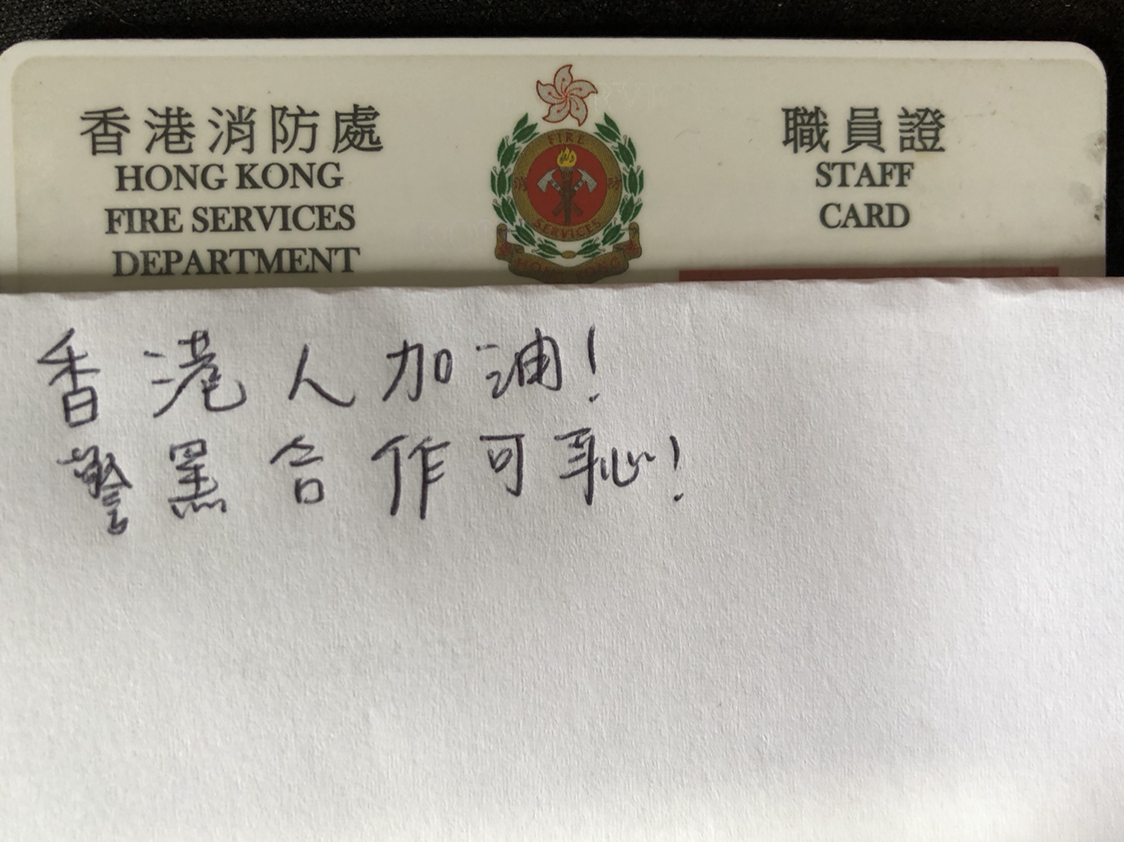 香港消防處
HONG KONG
FIRE SERVICES
DEPARTMENT
FIRE
SERVICES
HONG KONG
職員證
STAFF
CARD
香港人加油!
警黑合作可恥!